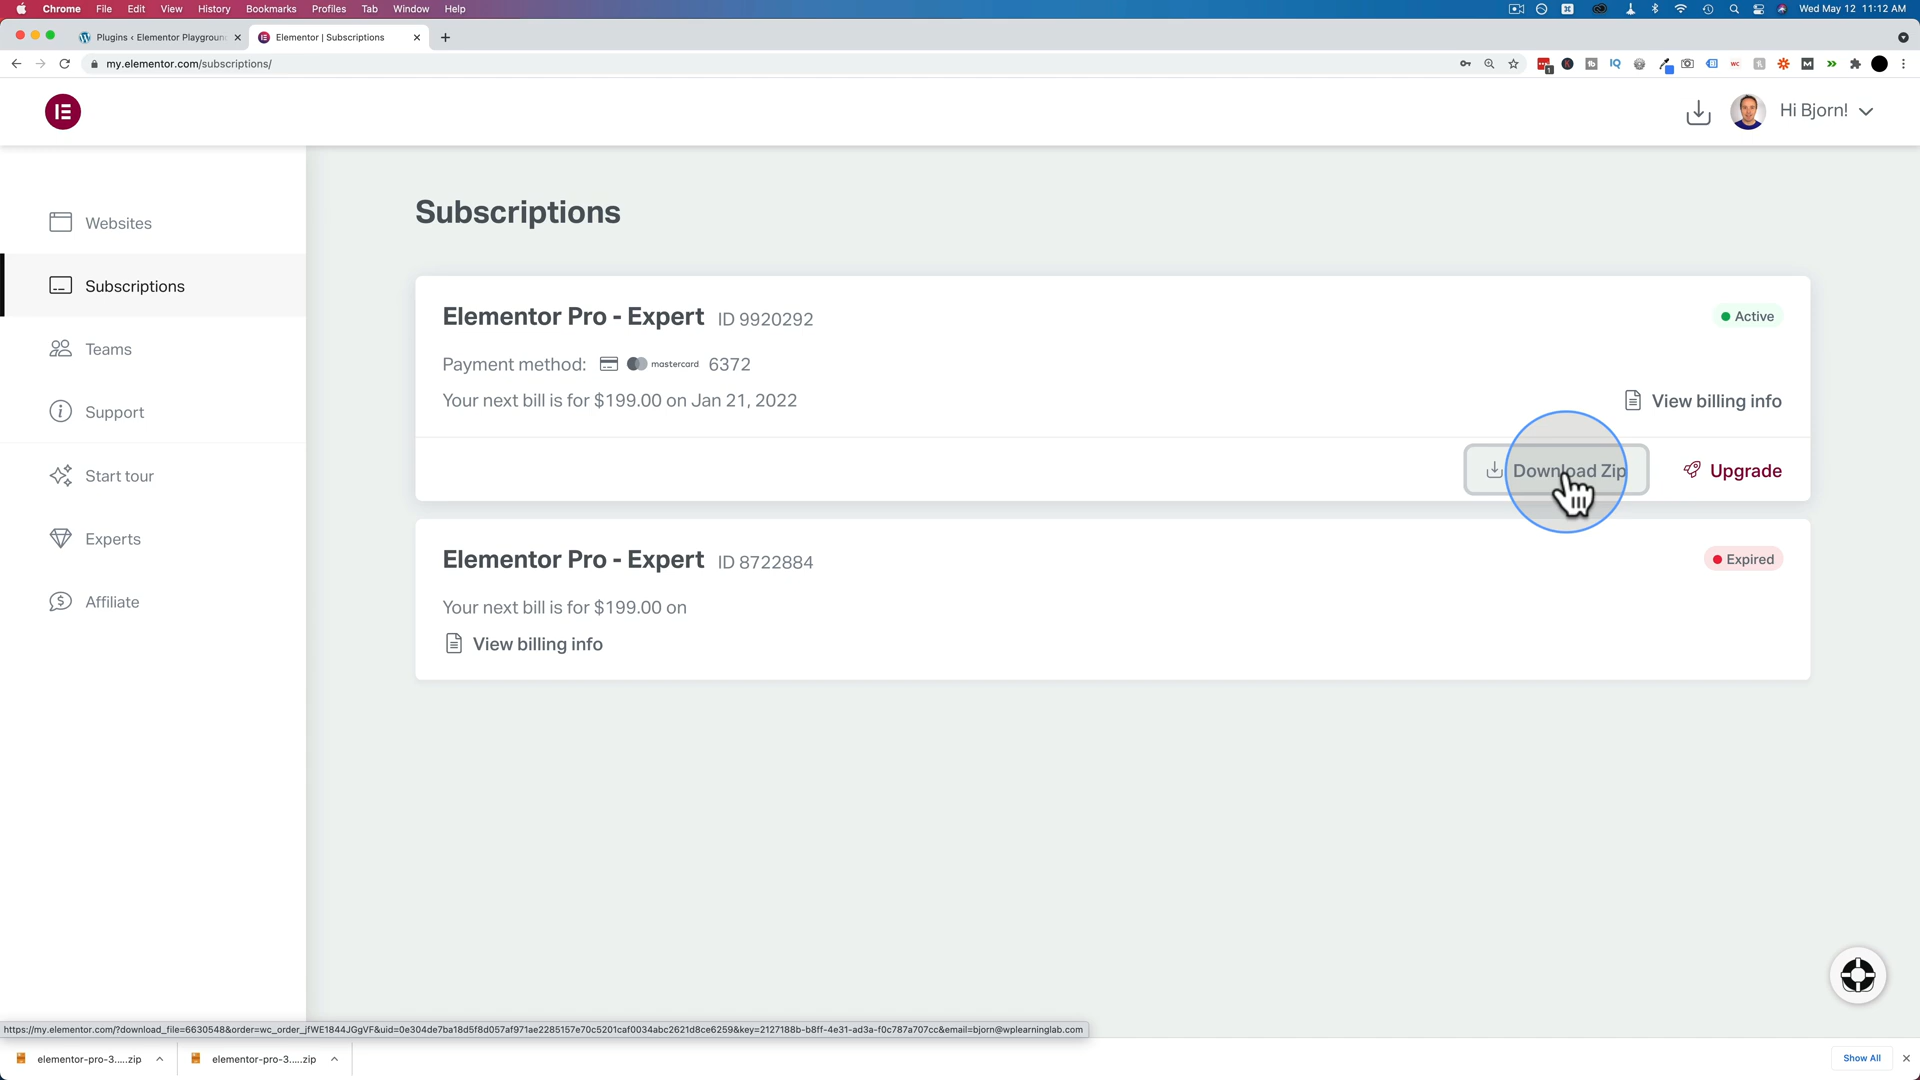 Chrome File Edit View History Bookmarks Profiles Tab Window Help
Wed May 12 11:12 AM
Plugins ‹ Elementor Playgroun
Elementor | Subscriptions
my.elementor.com/subscriptions/
Hi Bjorn!
Websites
Subscriptions
Teams
Support
Start tour
Experts
Affiliate
Subscriptions
Elementor Pro - Expert ID 9920292
Active
Payment method: mastercard 6372
Your next bill is for $199.00 on Jan 21, 2022
View billing info
Download Zip
Upgrade
Elementor Pro - Expert ID 8722884
Expired
Your next bill is for $199.00 on
View billing info
https://my.elementor.com/?download_file=6630548&order=wc_order_jfWE1844JGgVF&uid=0e304de7ba18d5f8d057af971ae2285157e70c5201caf0034abc2621d8ce6259&key=2127188b-b8ff-4e31-ad3a-f0c787a707cc&email=bjorn@wplearninglab.com
elementor-pro-3....zip
elementor-pro-3....zip
Show All